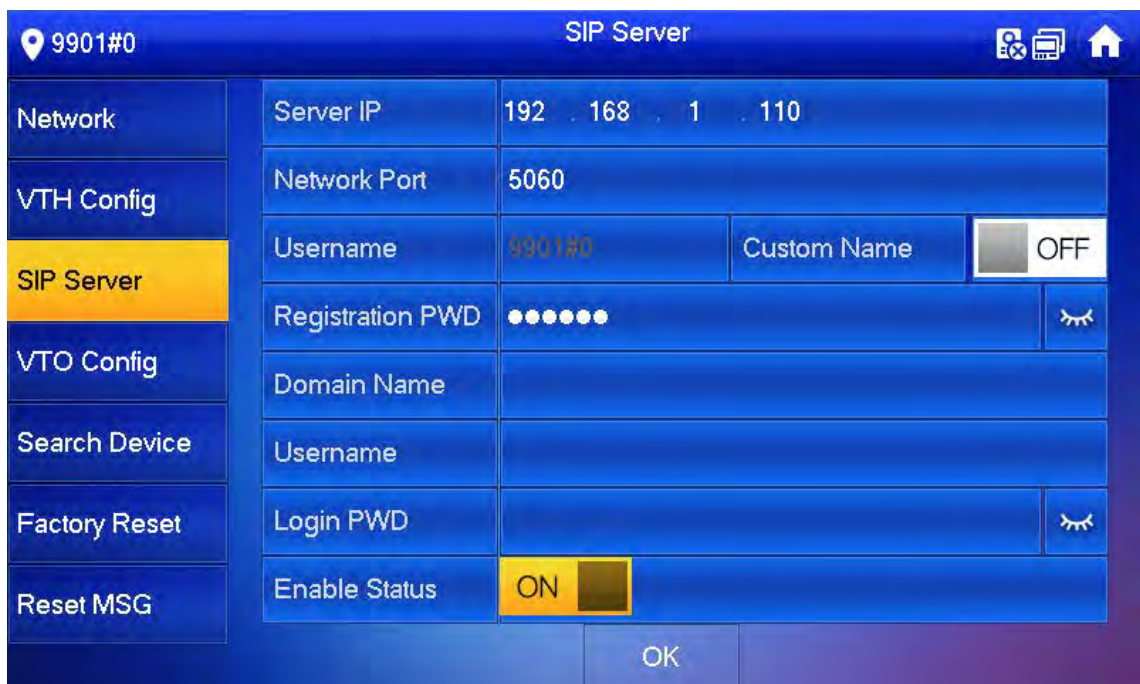 9901#0
SIP Server
Network
VTH Config
SIP Server
VTO Config
Search Device
Factory Reset
Reset MSG
Server IP 192 . 168 . 1 . 110
Network Port 5060
Username 9901#0 Custom Name OFF
Registration PWD ●●●●●●
Domain Name
Username
Login PWD
Enable Status ON
OK